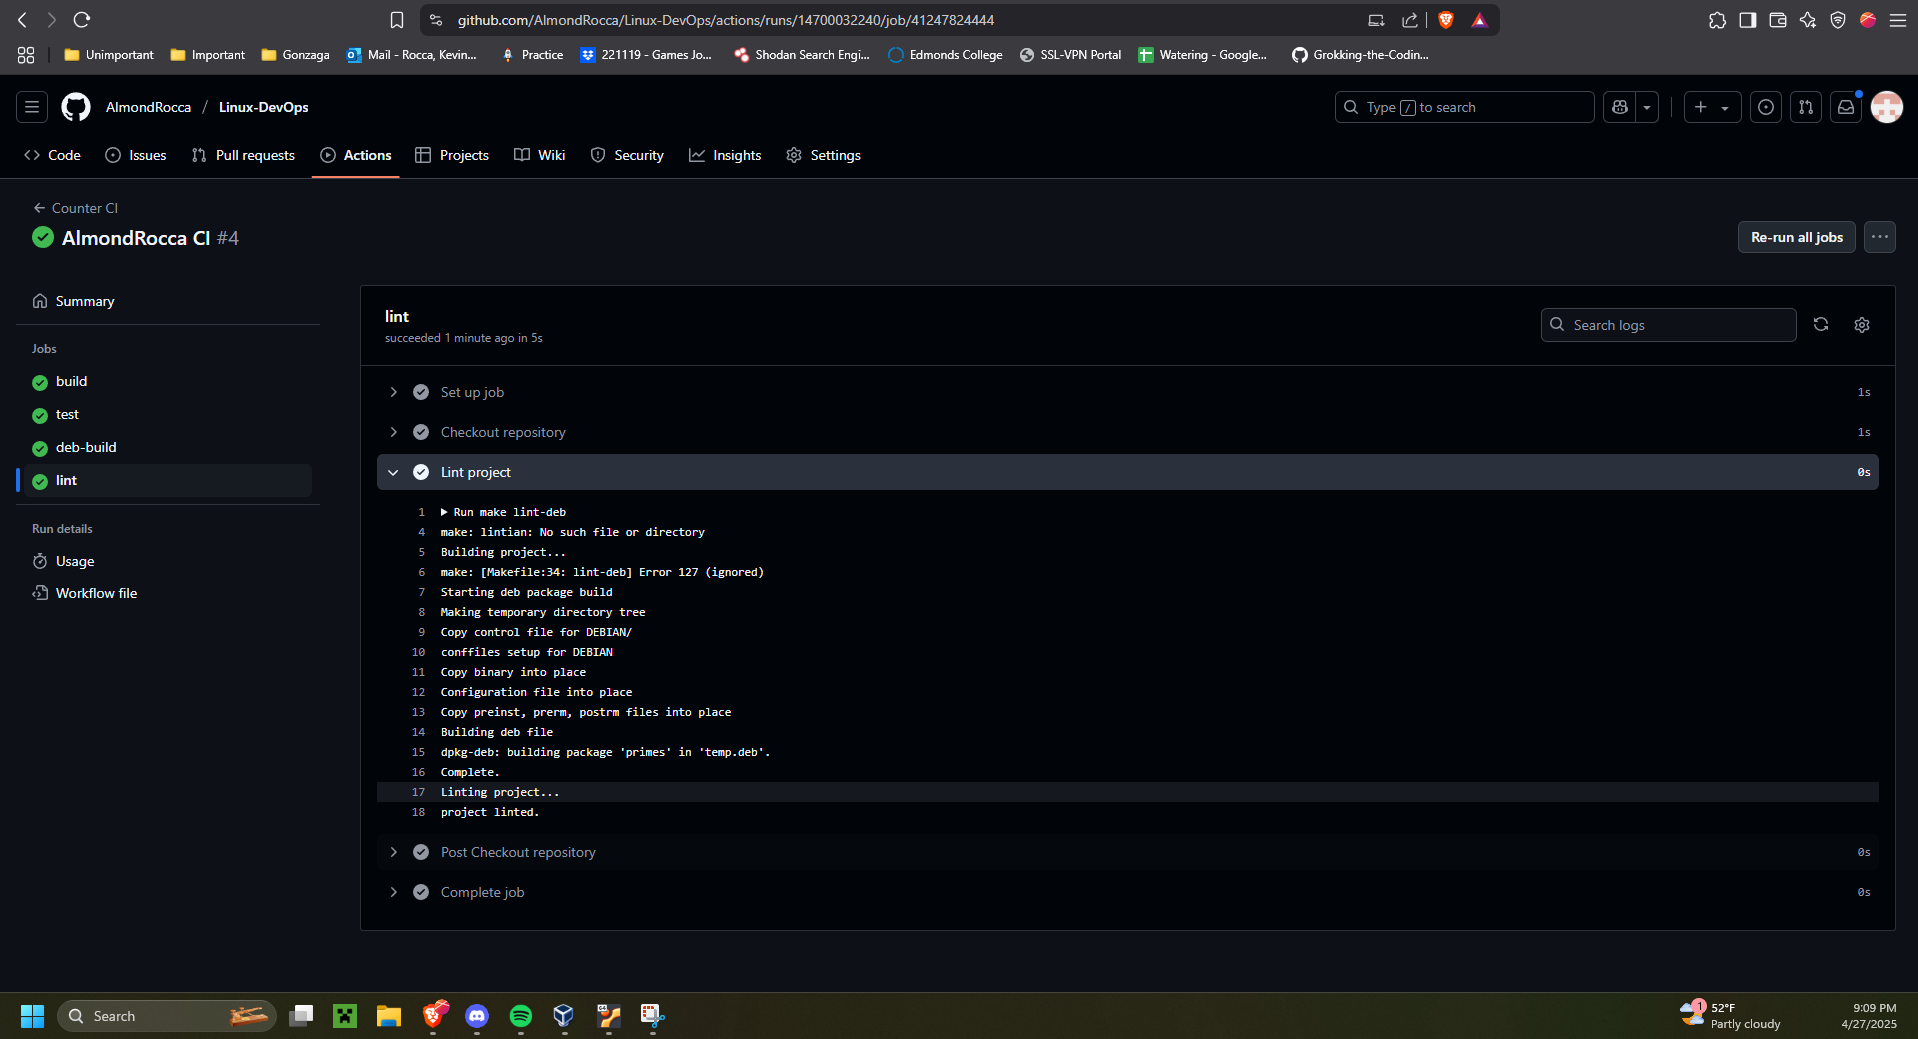 github.com/AlmondRocca/Linux-DevOps/actions/runs/14700032240/job/41247824444
Unimportant
Important
Gonzaga
Mail - Rocca, Kevin...
Practice
221119 - Games Jo...
Shodan Search Engi...
Edmonds College
SSL-VPN Portal
Watering - Google...
Grokking-the-Codin...
AlmondRocca / Linux-DevOps
Type / to search
Code
Issues
Pull requests
Actions
Projects
Wiki
Security
Insights
Settings
Counter CI
AlmondRocca CI #4
Re-run all jobs
Summary
Jobs
build
test
deb-build
lint
Run details
Usage
Workflow file
lint
succeeded 1 minute ago in 5s
Search logs
Set up job 1s
Checkout repository 1s
Lint project 0s
1 Run make lint-deb
4 make: lintian: No such file or directory
5 Building project...
6 make: [Makefile:34: lint-deb] Error 127 (ignored)
7 Starting deb package build
8 Making temporary directory tree
9 Copy control file for DEBIAN/
10 conffiles setup for DEBIAN
11 Copy binary into place
12 Configuration file into place
13 Copy preinst, prerm, postrm files into place
14 Building deb file
15 dpkg-deb: building package 'primes' in 'temp.deb'.
16 Complete.
17 Linting project...
18 project linted.
Post Checkout repository 0s
Complete job 0s
Search
1
52°F
Partly cloudy
9:09 PM
4/27/2025